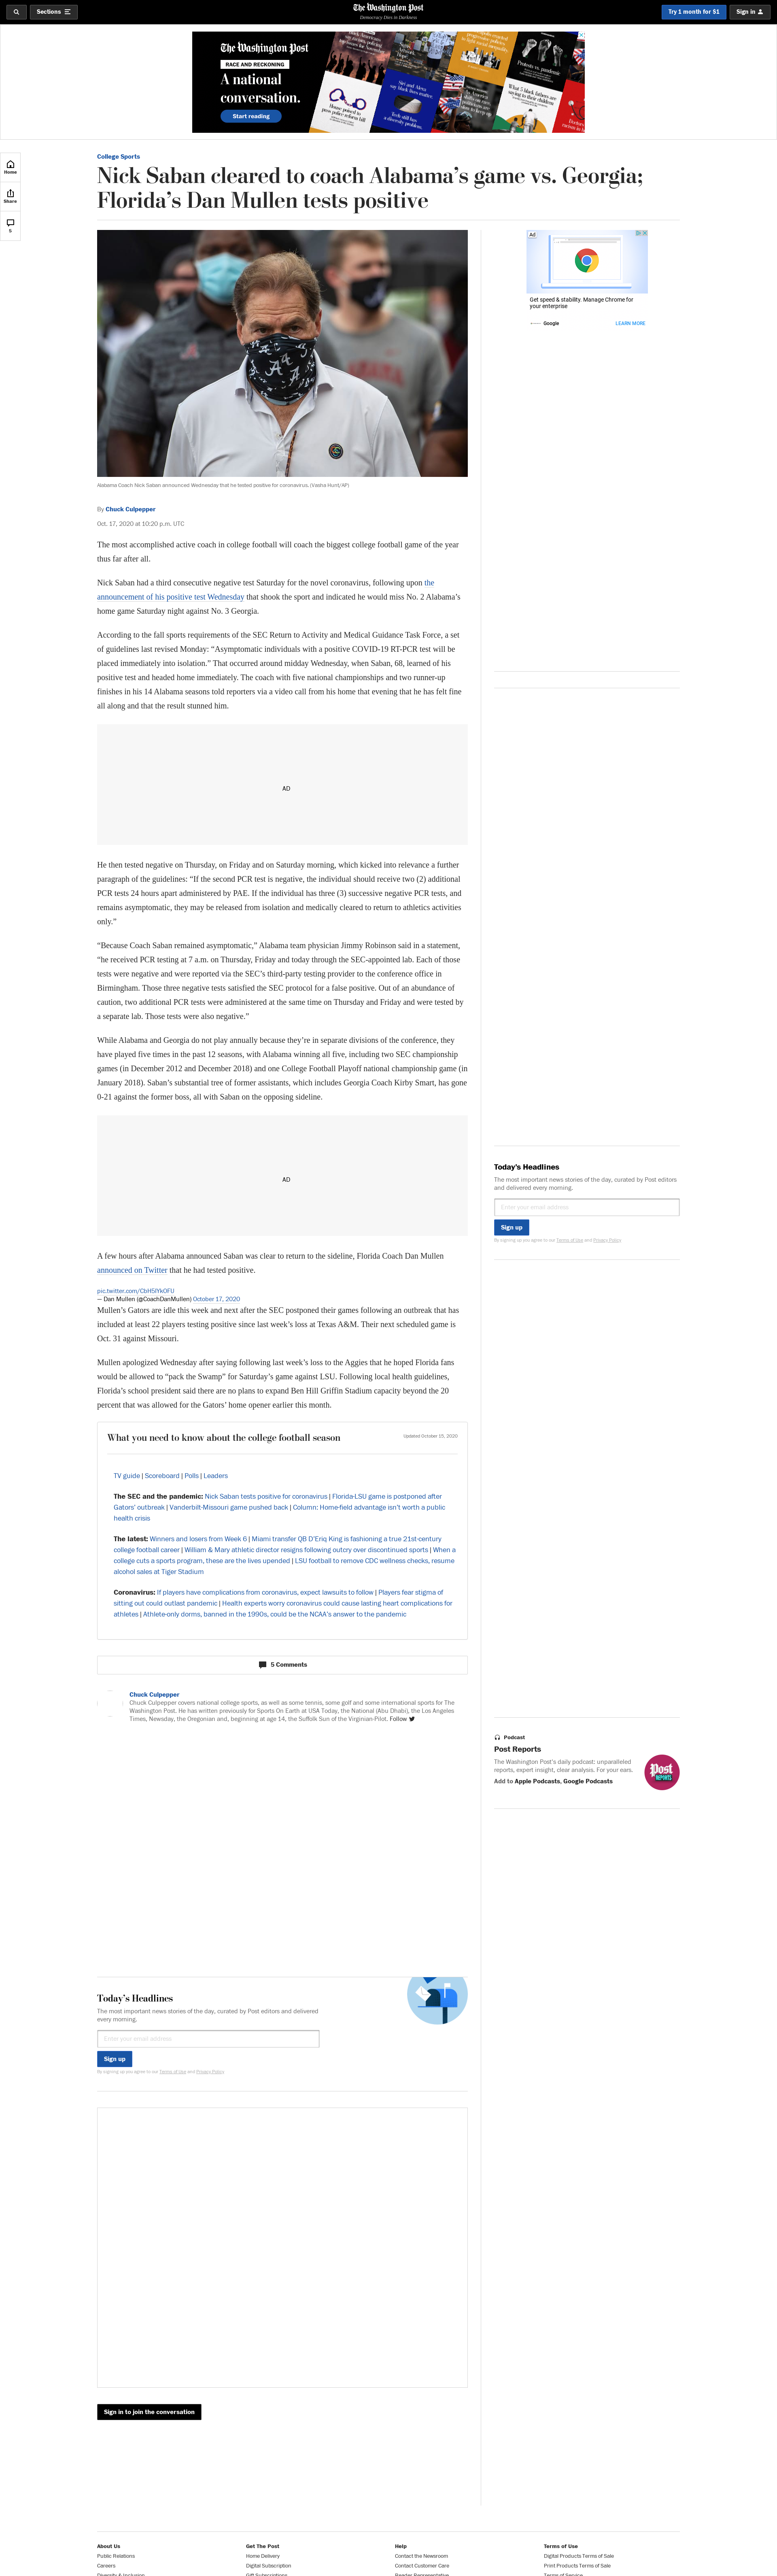 Sections
The Washington Post
Democracy Dies in Darkness
Try 1 month for $1
Sign in
The Washington Post
RACE AND RECKONING
A national
conversation.
Start reading
Home
Share
5
College Sports
Nick Saban cleared to coach Alabama’s game vs. Georgia;
Florida’s Dan Mullen tests positive
Alabama Coach Nick Saban announced Wednesday that he tested positive for coronavirus. (Vasha Hunt/AP)
By Chuck Culpepper
Oct. 17, 2020 at 10:20 p.m. UTC
The most accomplished active coach in college football will coach the biggest college football game of the year
thus far after all.
Nick Saban had a third consecutive negative test Saturday for the novel coronavirus, following upon the
announcement of his positive test Wednesday that shook the sport and indicated he would miss No. 2 Alabama’s
home game Saturday night against No. 3 Georgia.
According to the fall sports requirements of the SEC Return to Activity and Medical Guidance Task Force, a set
of guidelines last revised Monday: “Asymptomatic individuals with a positive COVID-19 RT-PCR test will be
placed immediately into isolation.” That occurred around midday Wednesday, when Saban, 68, learned of his
positive test and headed home immediately. The coach with five national championships and two runner-up
finishes in his 14 Alabama seasons told reporters via a video call from his home that evening that he has felt fine
all along and that the result stunned him.
AD
He then tested negative on Thursday, on Friday and on Saturday morning, which kicked into relevance a further
paragraph of the guidelines: “If the second PCR test is negative, the individual should receive two (2) additional
PCR tests 24 hours apart administered by PAE. If the individual has three (3) successive negative PCR tests, and
remains asymptomatic, they may be released from isolation and medically cleared to return to athletics activities
only.”
“Because Coach Saban remained asymptomatic,” Alabama team physician Jimmy Robinson said in a statement,
“he received PCR testing at 7 a.m. on Thursday, Friday and today through the SEC-appointed lab. Each of those
tests were negative and were reported via the SEC’s third-party testing provider to the conference office in
Birmingham. Those three negative tests satisfied the SEC protocol for a false positive. Out of an abundance of
caution, two additional PCR tests were administered at the same time on Thursday and Friday and were tested by
a separate lab. Those tests were also negative.”
While Alabama and Georgia do not play annually because they’re in separate divisions of the conference, they
have played five times in the past 12 seasons, with Alabama winning all five, including two SEC championship
games (in December 2012 and December 2018) and one College Football Playoff national championship game (in
January 2018). Saban’s substantial tree of former assistants, which includes Georgia Coach Kirby Smart, has gone
0-21 against the former boss, all with Saban on the opposing sideline.
AD
A few hours after Alabama announced Saban was clear to return to the sideline, Florida Coach Dan Mullen
announced on Twitter that he had tested positive.
pic.twitter.com/CbH5IYkOFU
— Dan Mullen (@CoachDanMullen) October 17, 2020
Mullen’s Gators are idle this week and next after the SEC postponed their games following an outbreak that has
included at least 22 players testing positive since last week’s loss at Texas A&M. Their next scheduled game is
Oct. 31 against Missouri.
Mullen apologized Wednesday after saying following last week’s loss to the Aggies that he hoped Florida fans
would be allowed to “pack the Swamp” for Saturday’s game against LSU. Following local health guidelines,
Florida’s school president said there are no plans to expand Ben Hill Griffin Stadium capacity beyond the 20
percent that was allowed for the Gators’ home opener earlier this month.
What you need to know about the college football season
Updated October 15, 2020
TV guide | Scoreboard | Polls | Leaders
The SEC and the pandemic: Nick Saban tests positive for coronavirus | Florida-LSU game is postponed after
Gators’ outbreak | Vanderbilt-Missouri game pushed back | Column: Home-field advantage isn’t worth a public
health crisis
The latest: Winners and losers from Week 6 | Miami transfer QB D’Eriq King is fashioning a true 21st-century
college football career | William & Mary athletic director resigns following outcry over discontinued sports | When a
college cuts a sports program, these are the lives upended | LSU football to remove CDC wellness checks, resume
alcohol sales at Tiger Stadium
Coronavirus: If players have complications from coronavirus, expect lawsuits to follow | Players fear stigma of
sitting out could outlast pandemic | Health experts worry coronavirus could cause lasting heart complications for
athletes | Athlete-only dorms, banned in the 1990s, could be the NCAA’s answer to the pandemic
5 Comments
Chuck Culpepper
Chuck Culpepper covers national college sports, as well as some tennis, some golf and some international sports for The
Washington Post. He has written previously for Sports On Earth at USA Today, the National (Abu Dhabi), the Los Angeles
Times, Newsday, the Oregonian and, beginning at age 14, the Suffolk Sun of the Virginian-Pilot. Follow
Today’s Headlines
The most important news stories of the day, curated by Post editors and delivered
every morning.
Enter your email address
Sign up
By signing up you agree to our Terms of Use and Privacy Policy
Sign in to join the conversation
Ad
Get speed & stability. Manage Chrome for
your enterprise
Google
LEARN MORE
Today’s Headlines
The most important news stories of the day, curated by Post editors
and delivered every morning.
Enter your email address
Sign up
By signing up you agree to our Terms of Use and Privacy Policy
Podcast
Post Reports
The Washington Post’s daily podcast: unparalleled
reports, expert insight, clear analysis. For your ears.
Add to Apple Podcasts, Google Podcasts
Post
REPORTS
About Us
Public Relations
Careers
Diversity & Inclusion
Get The Post
Home Delivery
Digital Subscription
Gift Subscriptions
Help
Contact the Newsroom
Contact Customer Care
Reader Representative
Terms of Use
Digital Products Terms of Sale
Print Products Terms of Sale
Terms of Service